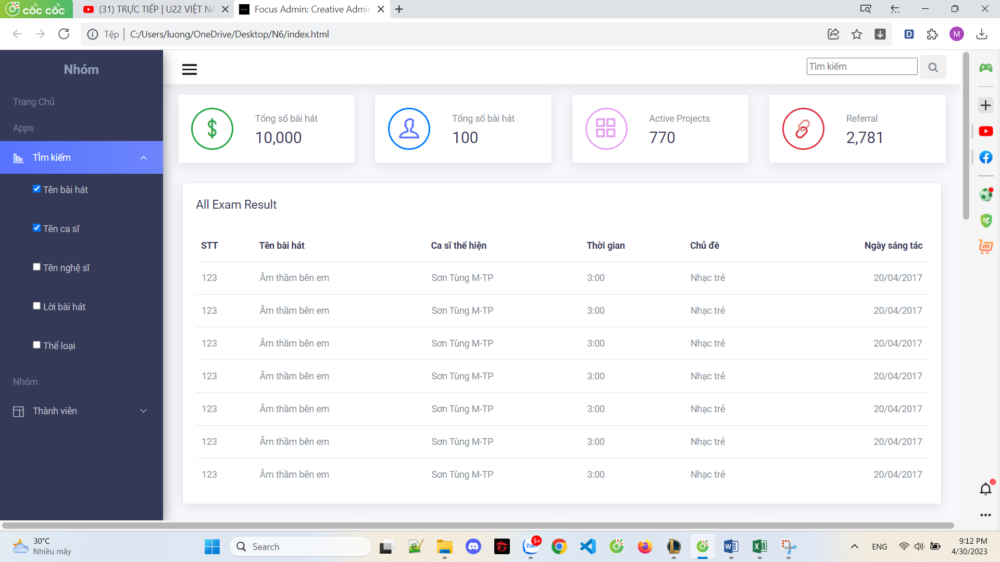 cốc cốc
(31) TRỰC TIẾP | U22 VIỆT NA
Focus Admin: Creative Admin
Tệp
C:/Users/luong/OneDrive/Desktop/N6/index.html
D
M
Nhóm
Trang Chủ
Apps
TÌm kiếm
Tên bài hát
Tên ca sĩ
Tên nghệ sĩ
Lời bài hát
Thể loại
Nhóm
Thành viên
Tìm kiếm
Tổng số bài hát
10,000
Tổng số bài hát
100
Active Projects
770
Referral
2,781
All Exam Result
STT Tên bài hát Ca sĩ thể hiện Thời gian Chủ đề Ngày sáng tác
123 Âm thầm bên em Sơn Tùng M-TP 3:00 Nhạc trẻ 20/04/2017
123 Âm thầm bên em Sơn Tùng M-TP 3:00 Nhạc trẻ 20/04/2017
123 Âm thầm bên em Sơn Tùng M-TP 3:00 Nhạc trẻ 20/04/2017
123 Âm thầm bên em Sơn Tùng M-TP 3:00 Nhạc trẻ 20/04/2017
123 Âm thầm bên em Sơn Tùng M-TP 3:00 Nhạc trẻ 20/04/2017
123 Âm thầm bên em Sơn Tùng M-TP 3:00 Nhạc trẻ 20/04/2017
123 Âm thầm bên em Sơn Tùng M-TP 3:00 Nhạc trẻ 20/04/2017
30°C
Nhiều mây
Search
Zalo
5+
ENG
9:12 PM
4/30/2023